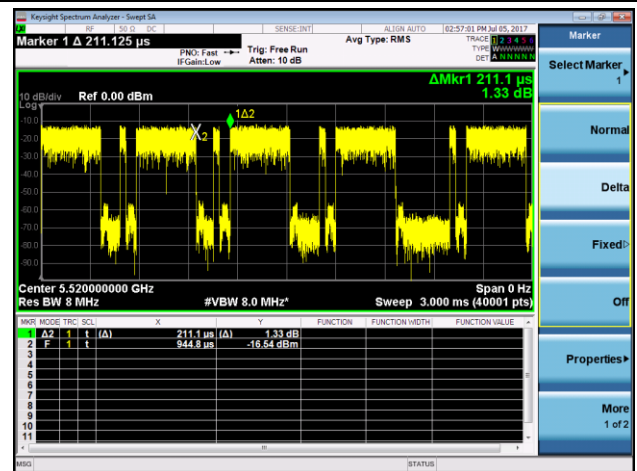 Keysight Spectrum Analyzer - Swept SA
RF 50 Ω DC SENSE:INT ALIGN AUTO 02:57:01 PM Jul 05, 2017
Marker 1 Δ 211.125 µs
PNO: Fast
IFGain:Low
Trig: Free Run
Atten: 10 dB
Avg Type: RMS
TRACE 1 2 3 4 5 6
TYPE WWWWWW
DET A N N N N N
Marker
Select Marker
1
Normal
Delta
Fixed
Off
Properties
More
1 of 2
ΔMkr1 211.1 µs
1.33 dB
10 dB/div Ref 0.00 dBm
Log
1Δ2
X2
-10.0
-20.0
-30.0
-40.0
-50.0
-60.0
-70.0
-80.0
-90.0
Center 5.520000000 GHz Span 0 Hz
Res BW 8 MHz #VBW 8.0 MHz* Sweep 3.000 ms (40001 pts)
MKR MODE TRC SCL X Y FUNCTION FUNCTION WIDTH FUNCTION VALUE
1 Δ2 1 t (Δ) 211.1 µs (Δ) 1.33 dB
2 F 1 t 944.8 µs -16.54 dBm
3
4
5
6
7
8
9
10
11
MSG STATUS